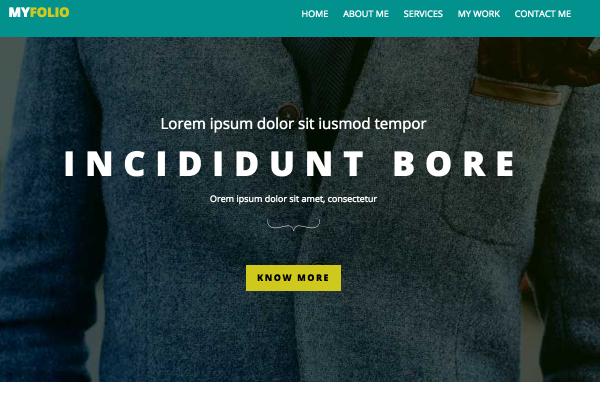 MYFOLIO
HOME ABOUT ME SERVICES MY WORK CONTACT ME
Lorem ipsum dolor sit iusmod tempor
INCIDIDUNT BORE
Orem ipsum dolor sit amet, consectetur
KNOW MORE